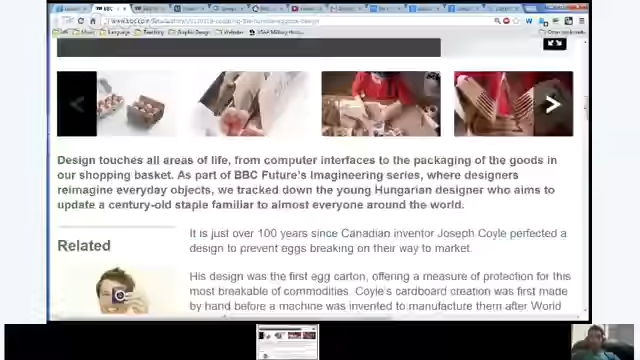 Design touches all areas of life, from computer interfaces to the packaging of the goods in
our shopping basket. As part of BBC Future's Imagineering series, where designers
reimagine everyday objects, we tracked down the young Hungarian designer who aims to
update a century-old staple familiar to almost everyone around the world.
Related
It is just over 100 years since Canadian inventor Joseph Coyle perfected a
design to prevent eggs breaking on their way to market.
His design was the first egg carton, offering a measure of protection for this
most breakable of commodities. Coyle's cardboard creation was first made
by hand before a machine was invented to manufacture them after World